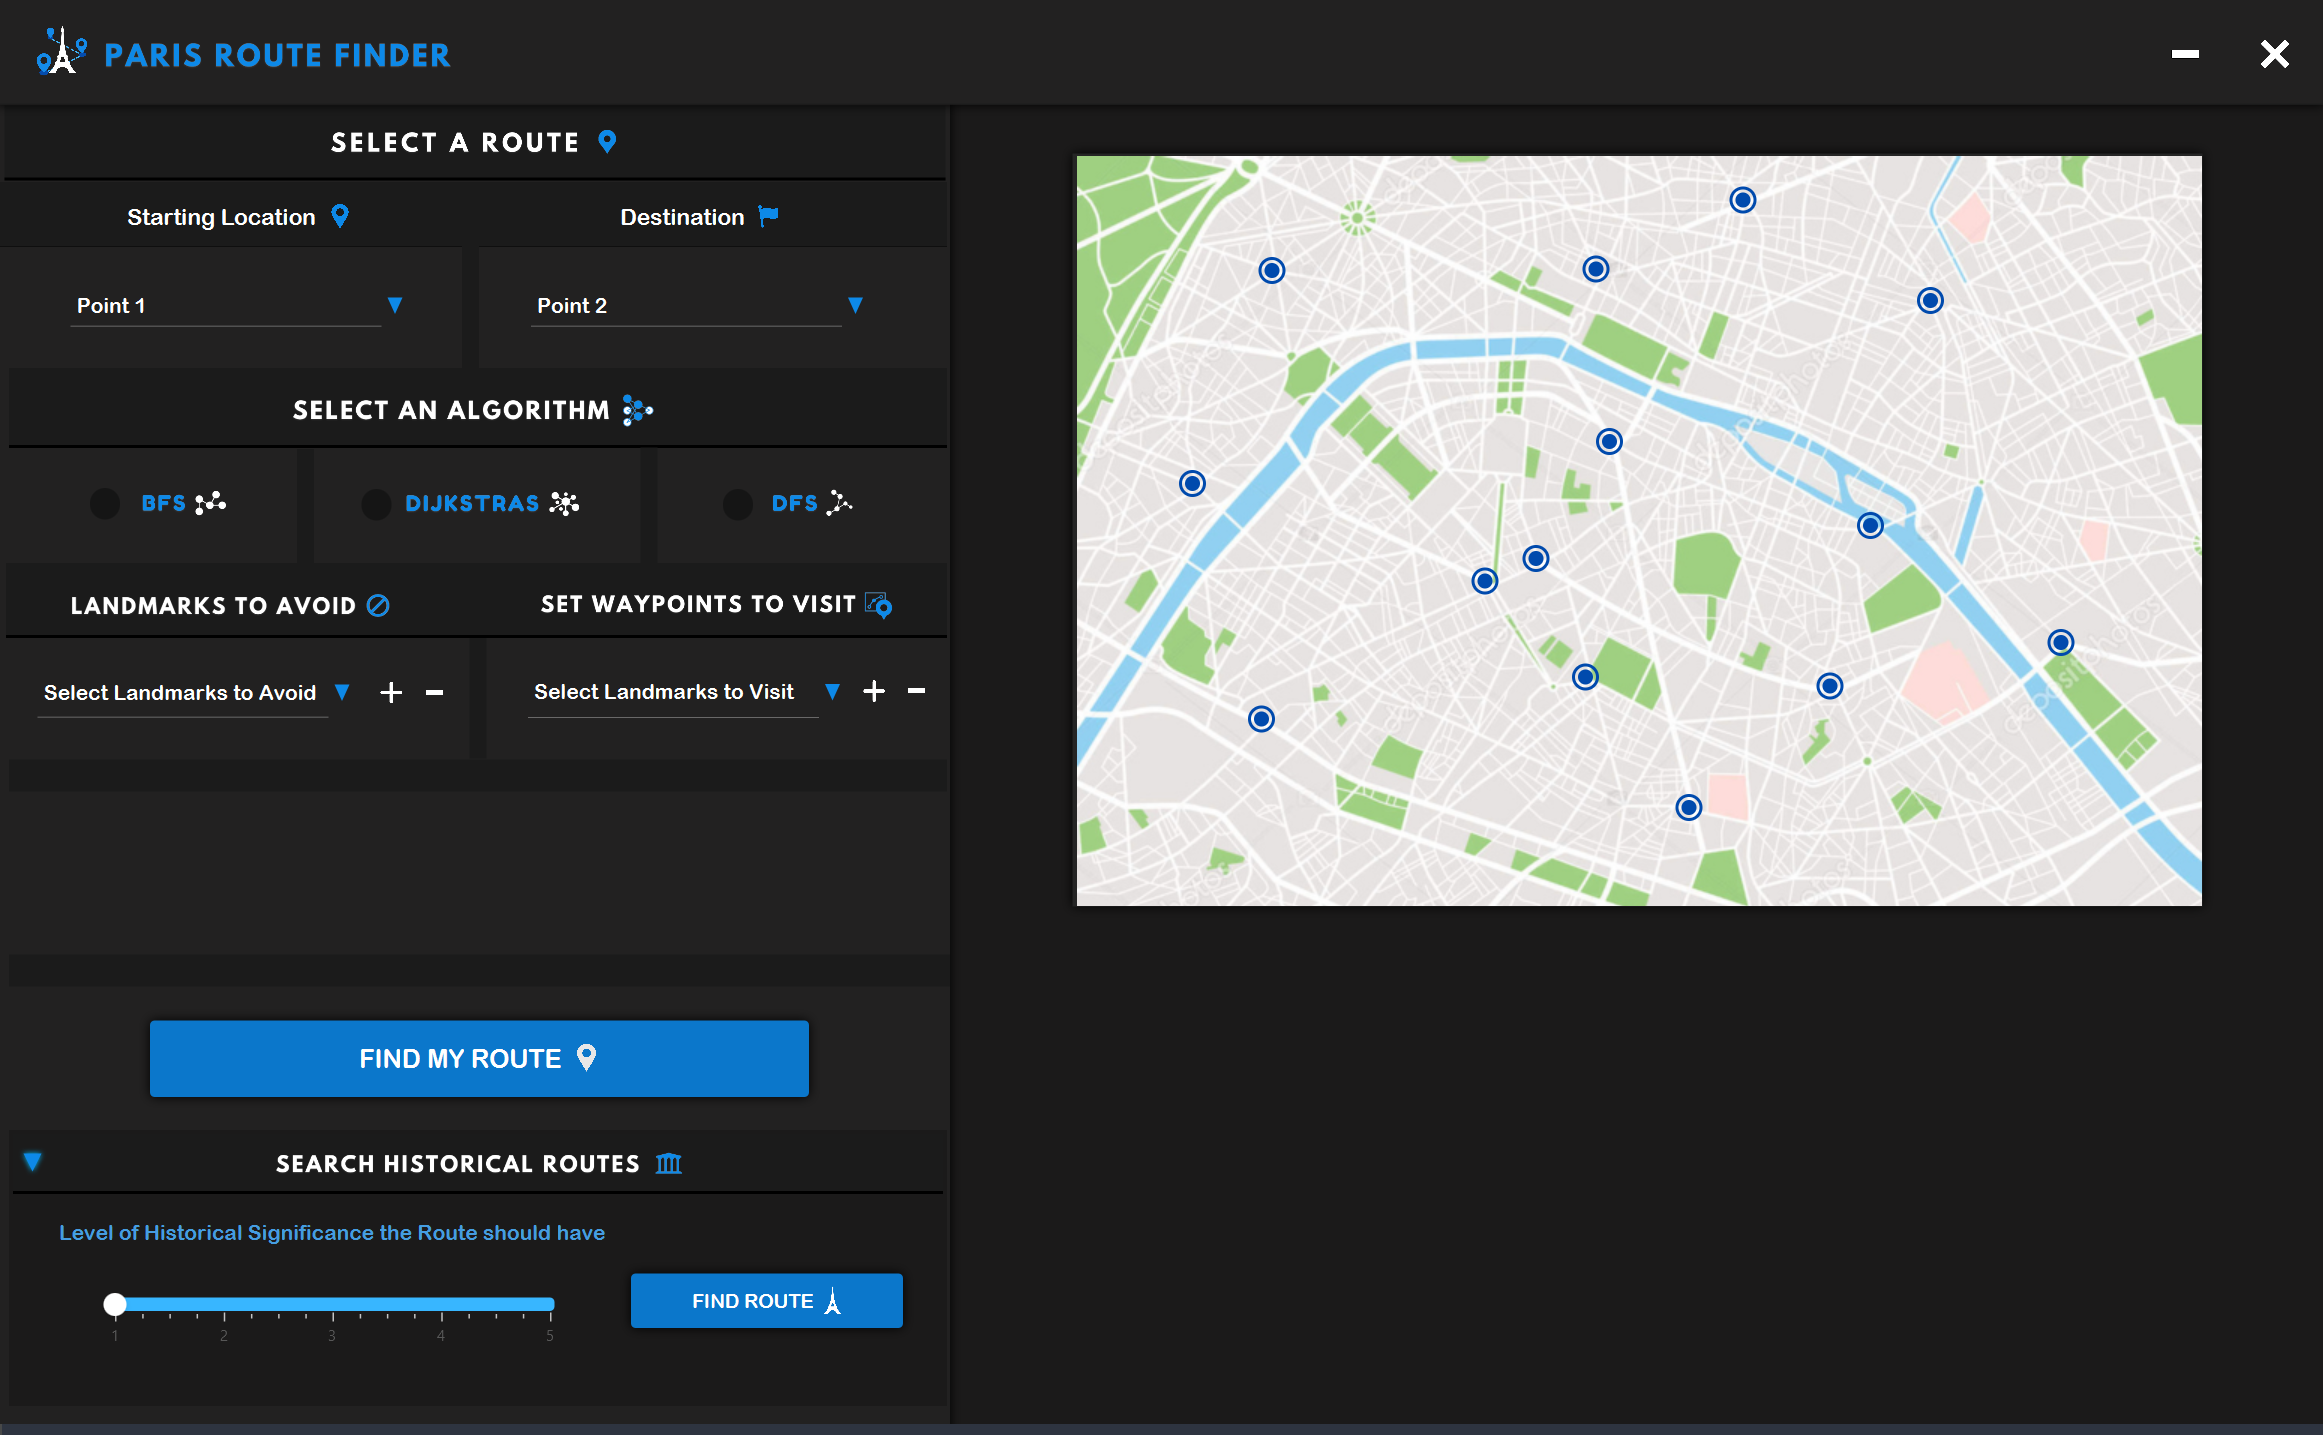 PARIS ROUTE FINDER
SELECT A ROUTE
Starting Location
Destination
Point 1
Point 2
SELECT AN ALGORITHM
BFS
DIJKSTRAS
DFS
LANDMARKS TO AVOID
SET WAYPOINTS TO VISIT
Select Landmarks to Avoid
Select Landmarks to Visit
FIND MY ROUTE
SEARCH HISTORICAL ROUTES
Level of Historical Significance the Route should have
FIND ROUTE
1 2 3 4 5
depositphotos